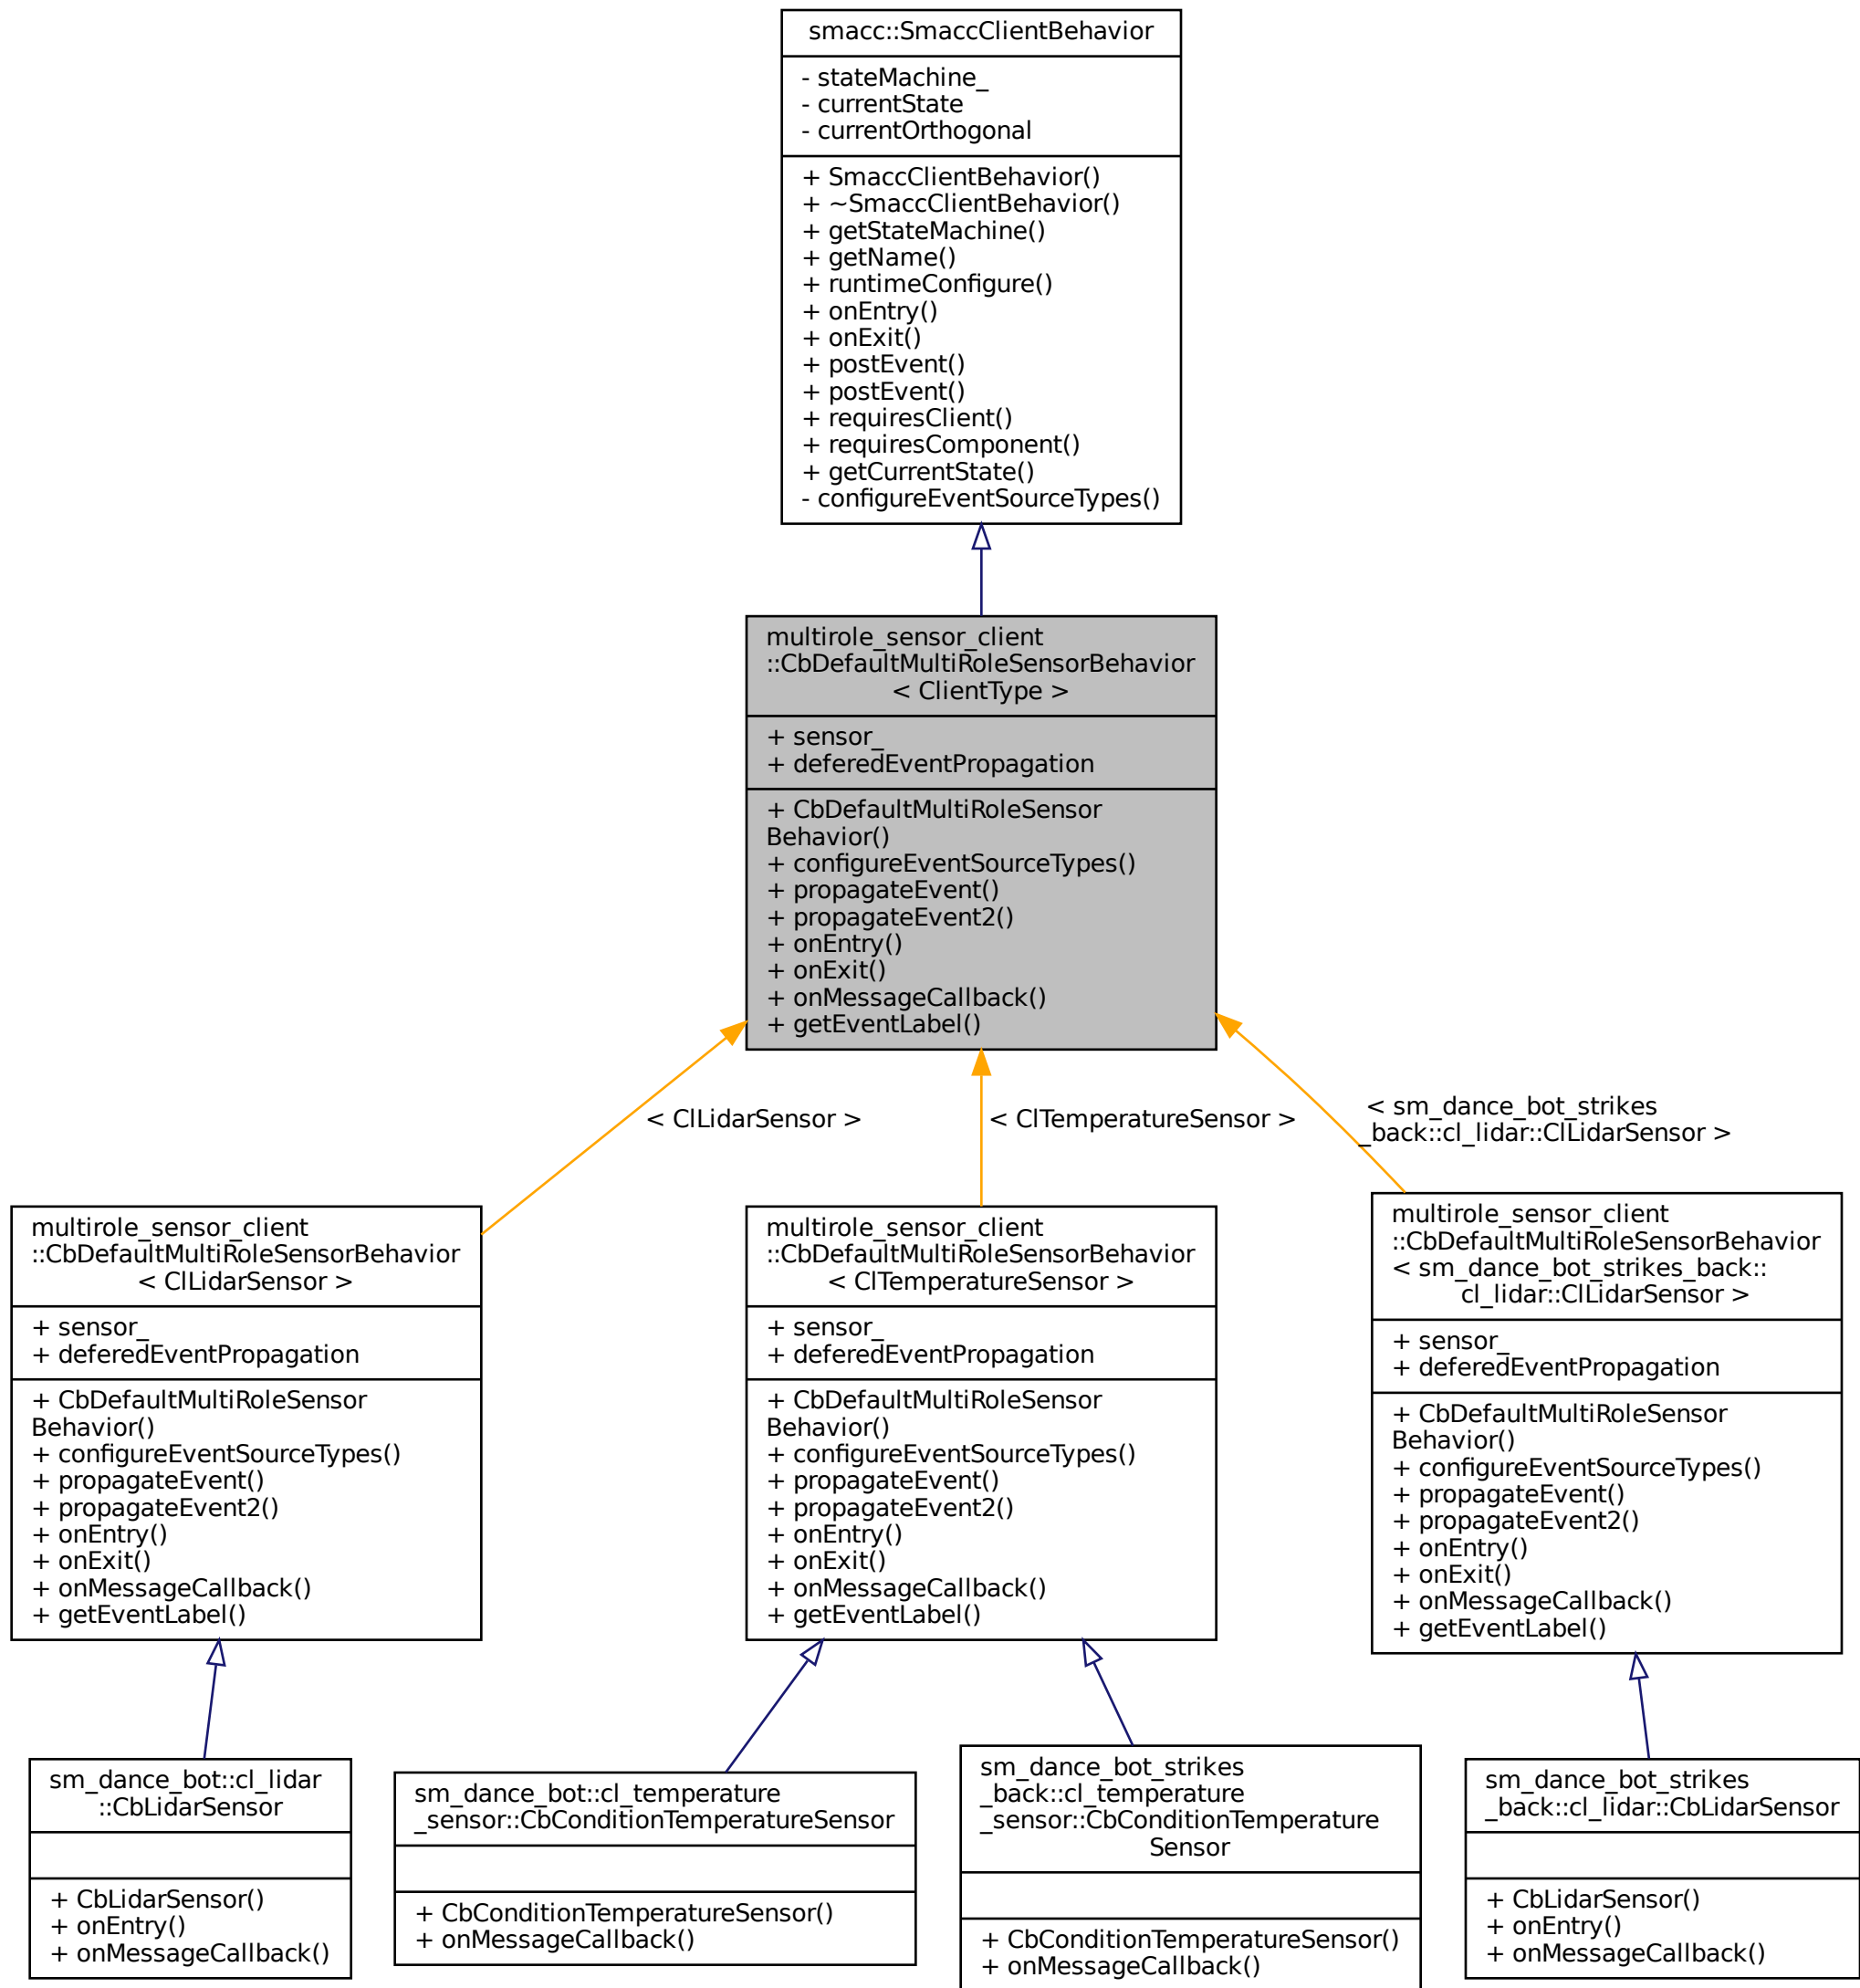 smacc::SmaccClientBehavior
- stateMachine_
- currentState
- currentOrthogonal
+ SmaccClientBehavior()
+ ~SmaccClientBehavior()
+ getStateMachine()
+ getName()
+ runtimeConfigure()
+ onEntry()
+ onExit()
+ postEvent()
+ postEvent()
+ requiresClient()
+ requiresComponent()
+ getCurrentState()
- configureEventSourceTypes()
multirole_sensor_client
::CbDefaultMultiRoleSensorBehavior
< ClientType >
+ sensor_
+ deferedEventPropagation
+ CbDefaultMultiRoleSensor
Behavior()
+ configureEventSourceTypes()
+ propagateEvent()
+ propagateEvent2()
+ onEntry()
+ onExit()
+ onMessageCallback()
+ getEventLabel()
< ClLidarSensor >
< ClTemperatureSensor >
< sm_dance_bot_strikes
_back::cl_lidar::ClLidarSensor >
multirole_sensor_client
::CbDefaultMultiRoleSensorBehavior
< ClLidarSensor >
+ sensor_
+ deferedEventPropagation
+ CbDefaultMultiRoleSensor
Behavior()
+ configureEventSourceTypes()
+ propagateEvent()
+ propagateEvent2()
+ onEntry()
+ onExit()
+ onMessageCallback()
+ getEventLabel()
multirole_sensor_client
::CbDefaultMultiRoleSensorBehavior
< ClTemperatureSensor >
+ sensor_
+ deferedEventPropagation
+ CbDefaultMultiRoleSensor
Behavior()
+ configureEventSourceTypes()
+ propagateEvent()
+ propagateEvent2()
+ onEntry()
+ onExit()
+ onMessageCallback()
+ getEventLabel()
multirole_sensor_client
::CbDefaultMultiRoleSensorBehavior
< sm_dance_bot_strikes_back::
cl_lidar::ClLidarSensor >
+ sensor_
+ deferedEventPropagation
+ CbDefaultMultiRoleSensor
Behavior()
+ configureEventSourceTypes()
+ propagateEvent()
+ propagateEvent2()
+ onEntry()
+ onExit()
+ onMessageCallback()
+ getEventLabel()
sm_dance_bot::cl_lidar
::CbLidarSensor
+ CbLidarSensor()
+ onEntry()
+ onMessageCallback()
sm_dance_bot::cl_temperature
_sensor::CbConditionTemperatureSensor
+ CbConditionTemperatureSensor()
+ onMessageCallback()
sm_dance_bot_strikes
_back::cl_temperature
_sensor::CbConditionTemperature
Sensor
+ CbConditionTemperatureSensor()
+ onMessageCallback()
sm_dance_bot_strikes
_back::cl_lidar::CbLidarSensor
+ CbLidarSensor()
+ onEntry()
+ onMessageCallback()